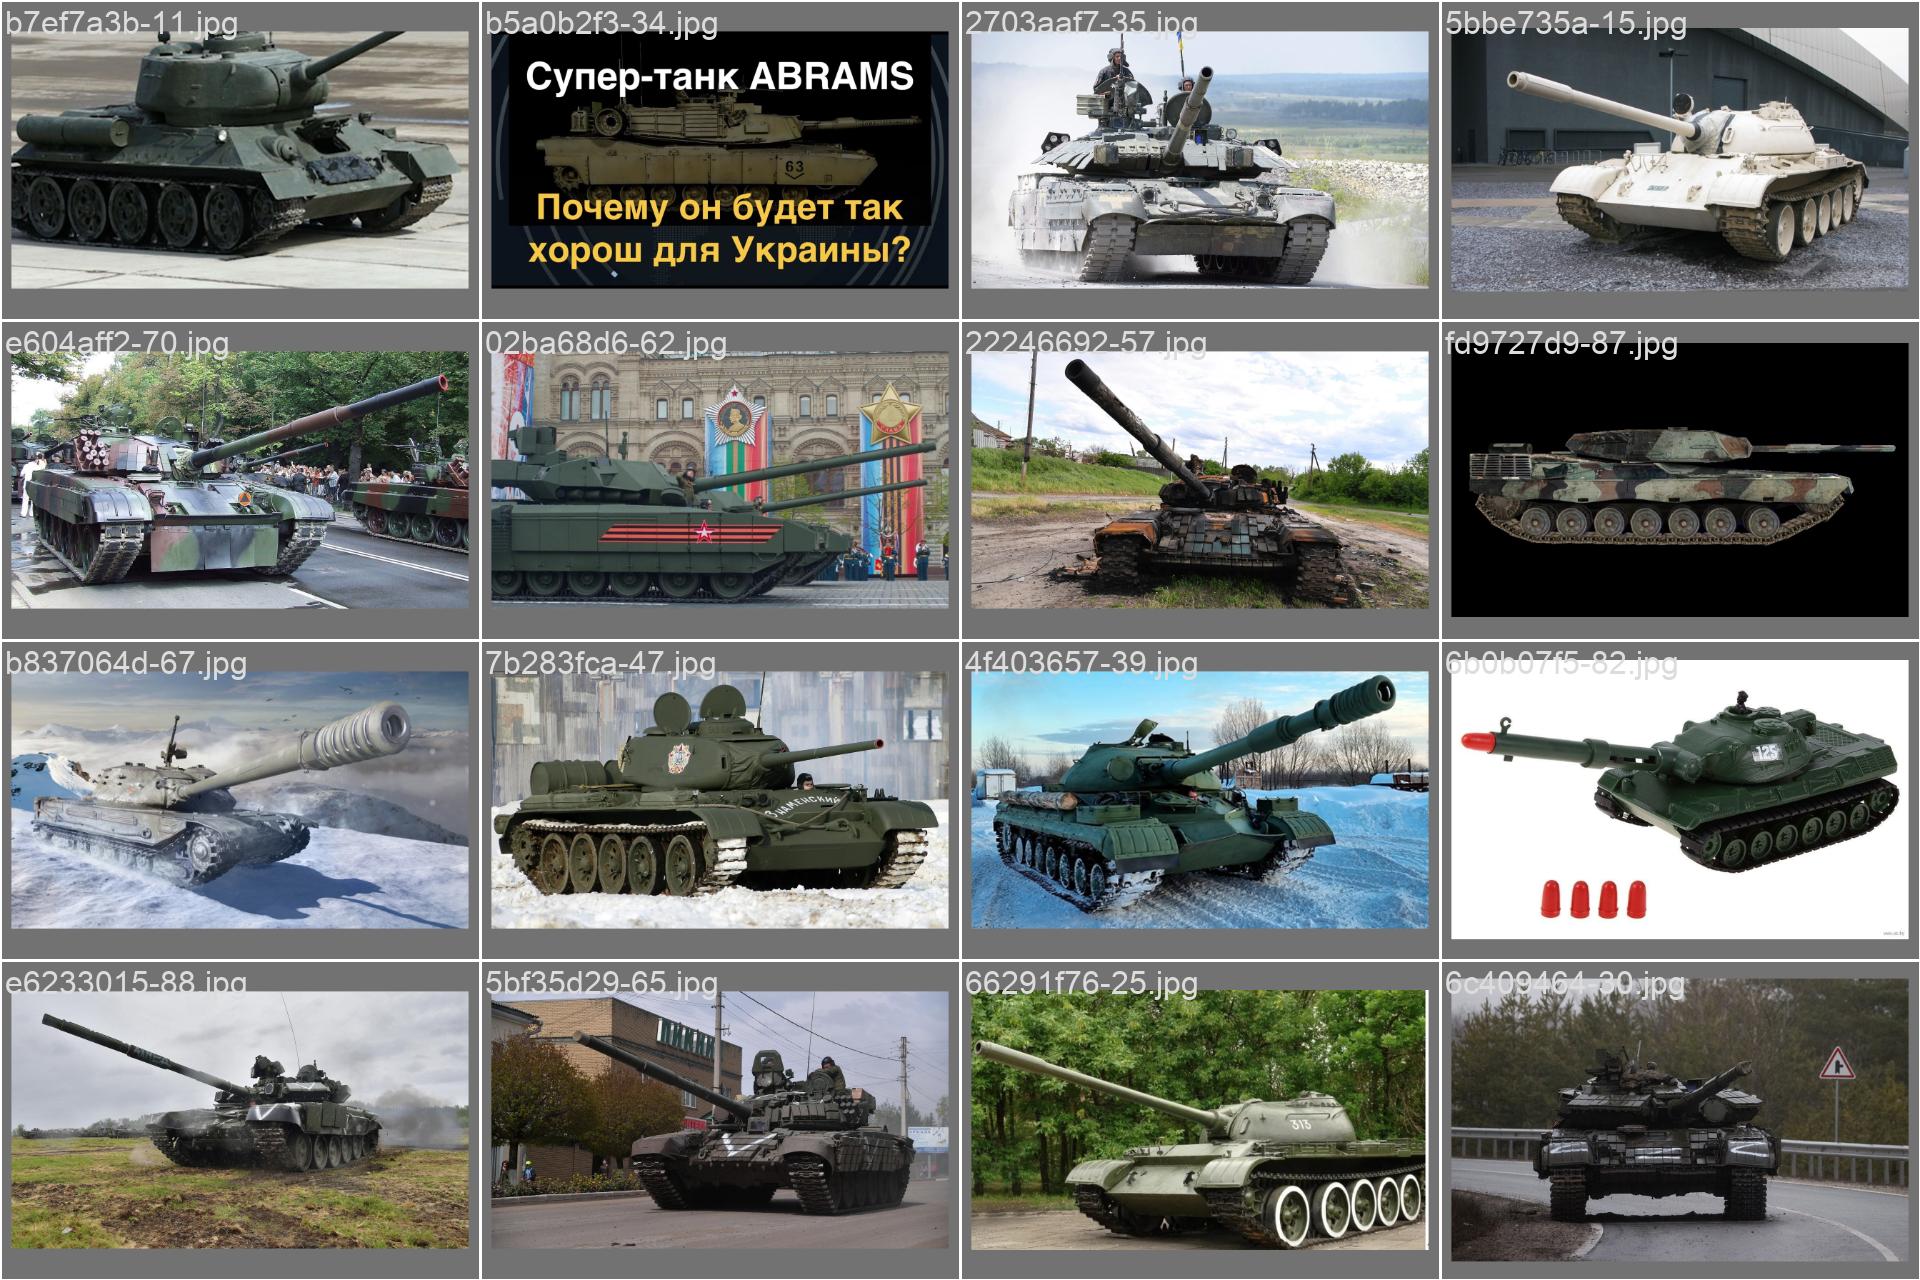 b7ef7a3b-11.jpg
b5a0b2f3-34.jpg
2703aaf7-35.jpg
5bbe735a-15.jpg
Супер-танк ABRAMS
63
Почему он будет так
хорош для Украины?
e604aff2-70.jpg
02ba68d6-62.jpg
22246692-57.jpg
fd9727d9-87.jpg
b837064d-67.jpg
7b283fca-47.jpg
4f403657-39.jpg
6b0b07f5-82.jpg
125
e6233015-88.jpg
5bf35d29-65.jpg
66291f76-25.jpg
6c409464-30.jpg
313